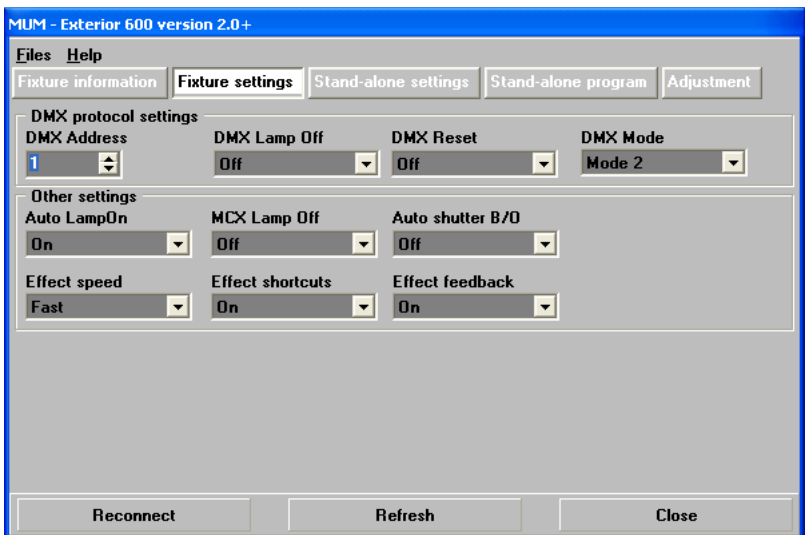 MUM - Exterior 600 version 2.0+
Files Help
Fixture information Fixture settings Stand-alone settings Stand-alone program Adjustment
DMX protocol settings
DMX Address DMX Lamp Off DMX Reset DMX Mode
1 Off Off Mode 2
Other settings
Auto LampOn MCX Lamp Off Auto shutter B/O
On Off Off
Effect speed Effect shortcuts Effect feedback
Fast On On
Reconnect Refresh Close